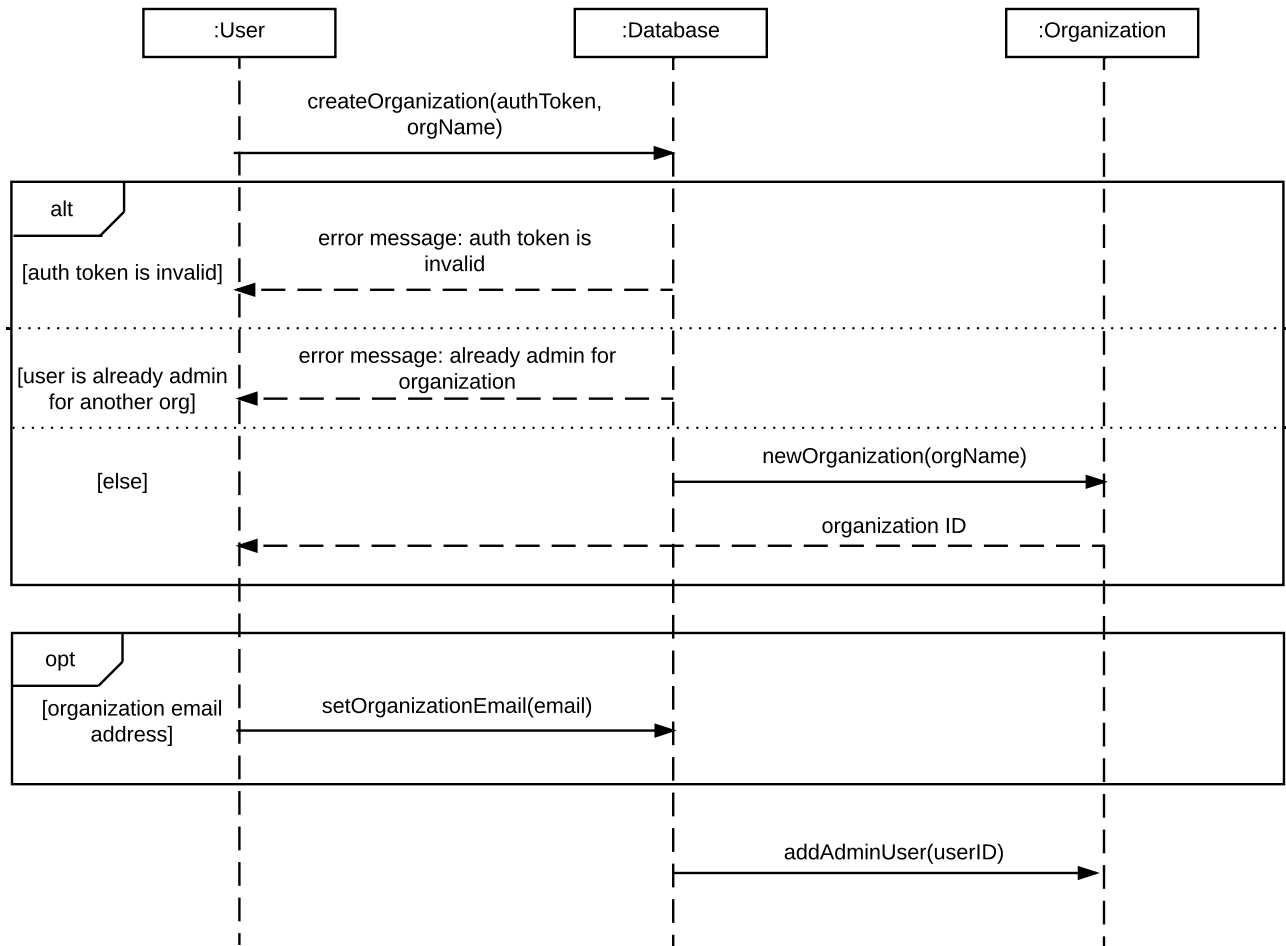 :User
:Database
:Organization
createOrganization(authToken,
orgName)
alt
error message: auth token is
invalid
[auth token is invalid]
error message: already admin for
organization
[user is already admin
for another org]
newOrganization(orgName)
[else]
organization ID
opt
[organization email
address]
setOrganizationEmail(email)
addAdminUser(userID)